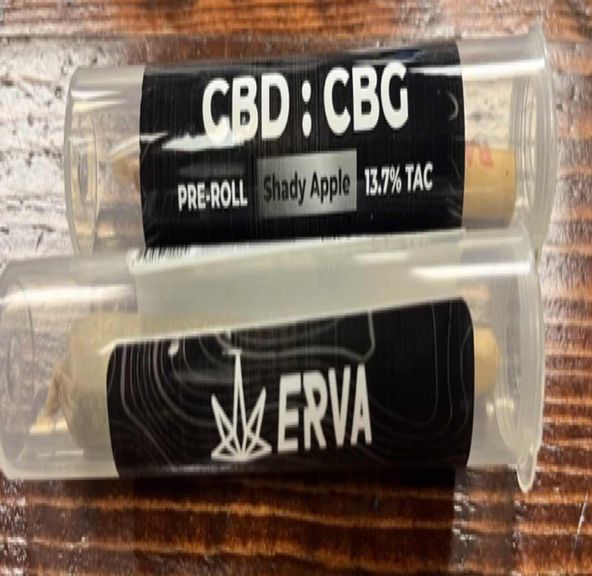 CBD : CBG
PRE-ROLL Shady Apple 13.7% TAC
ERVA